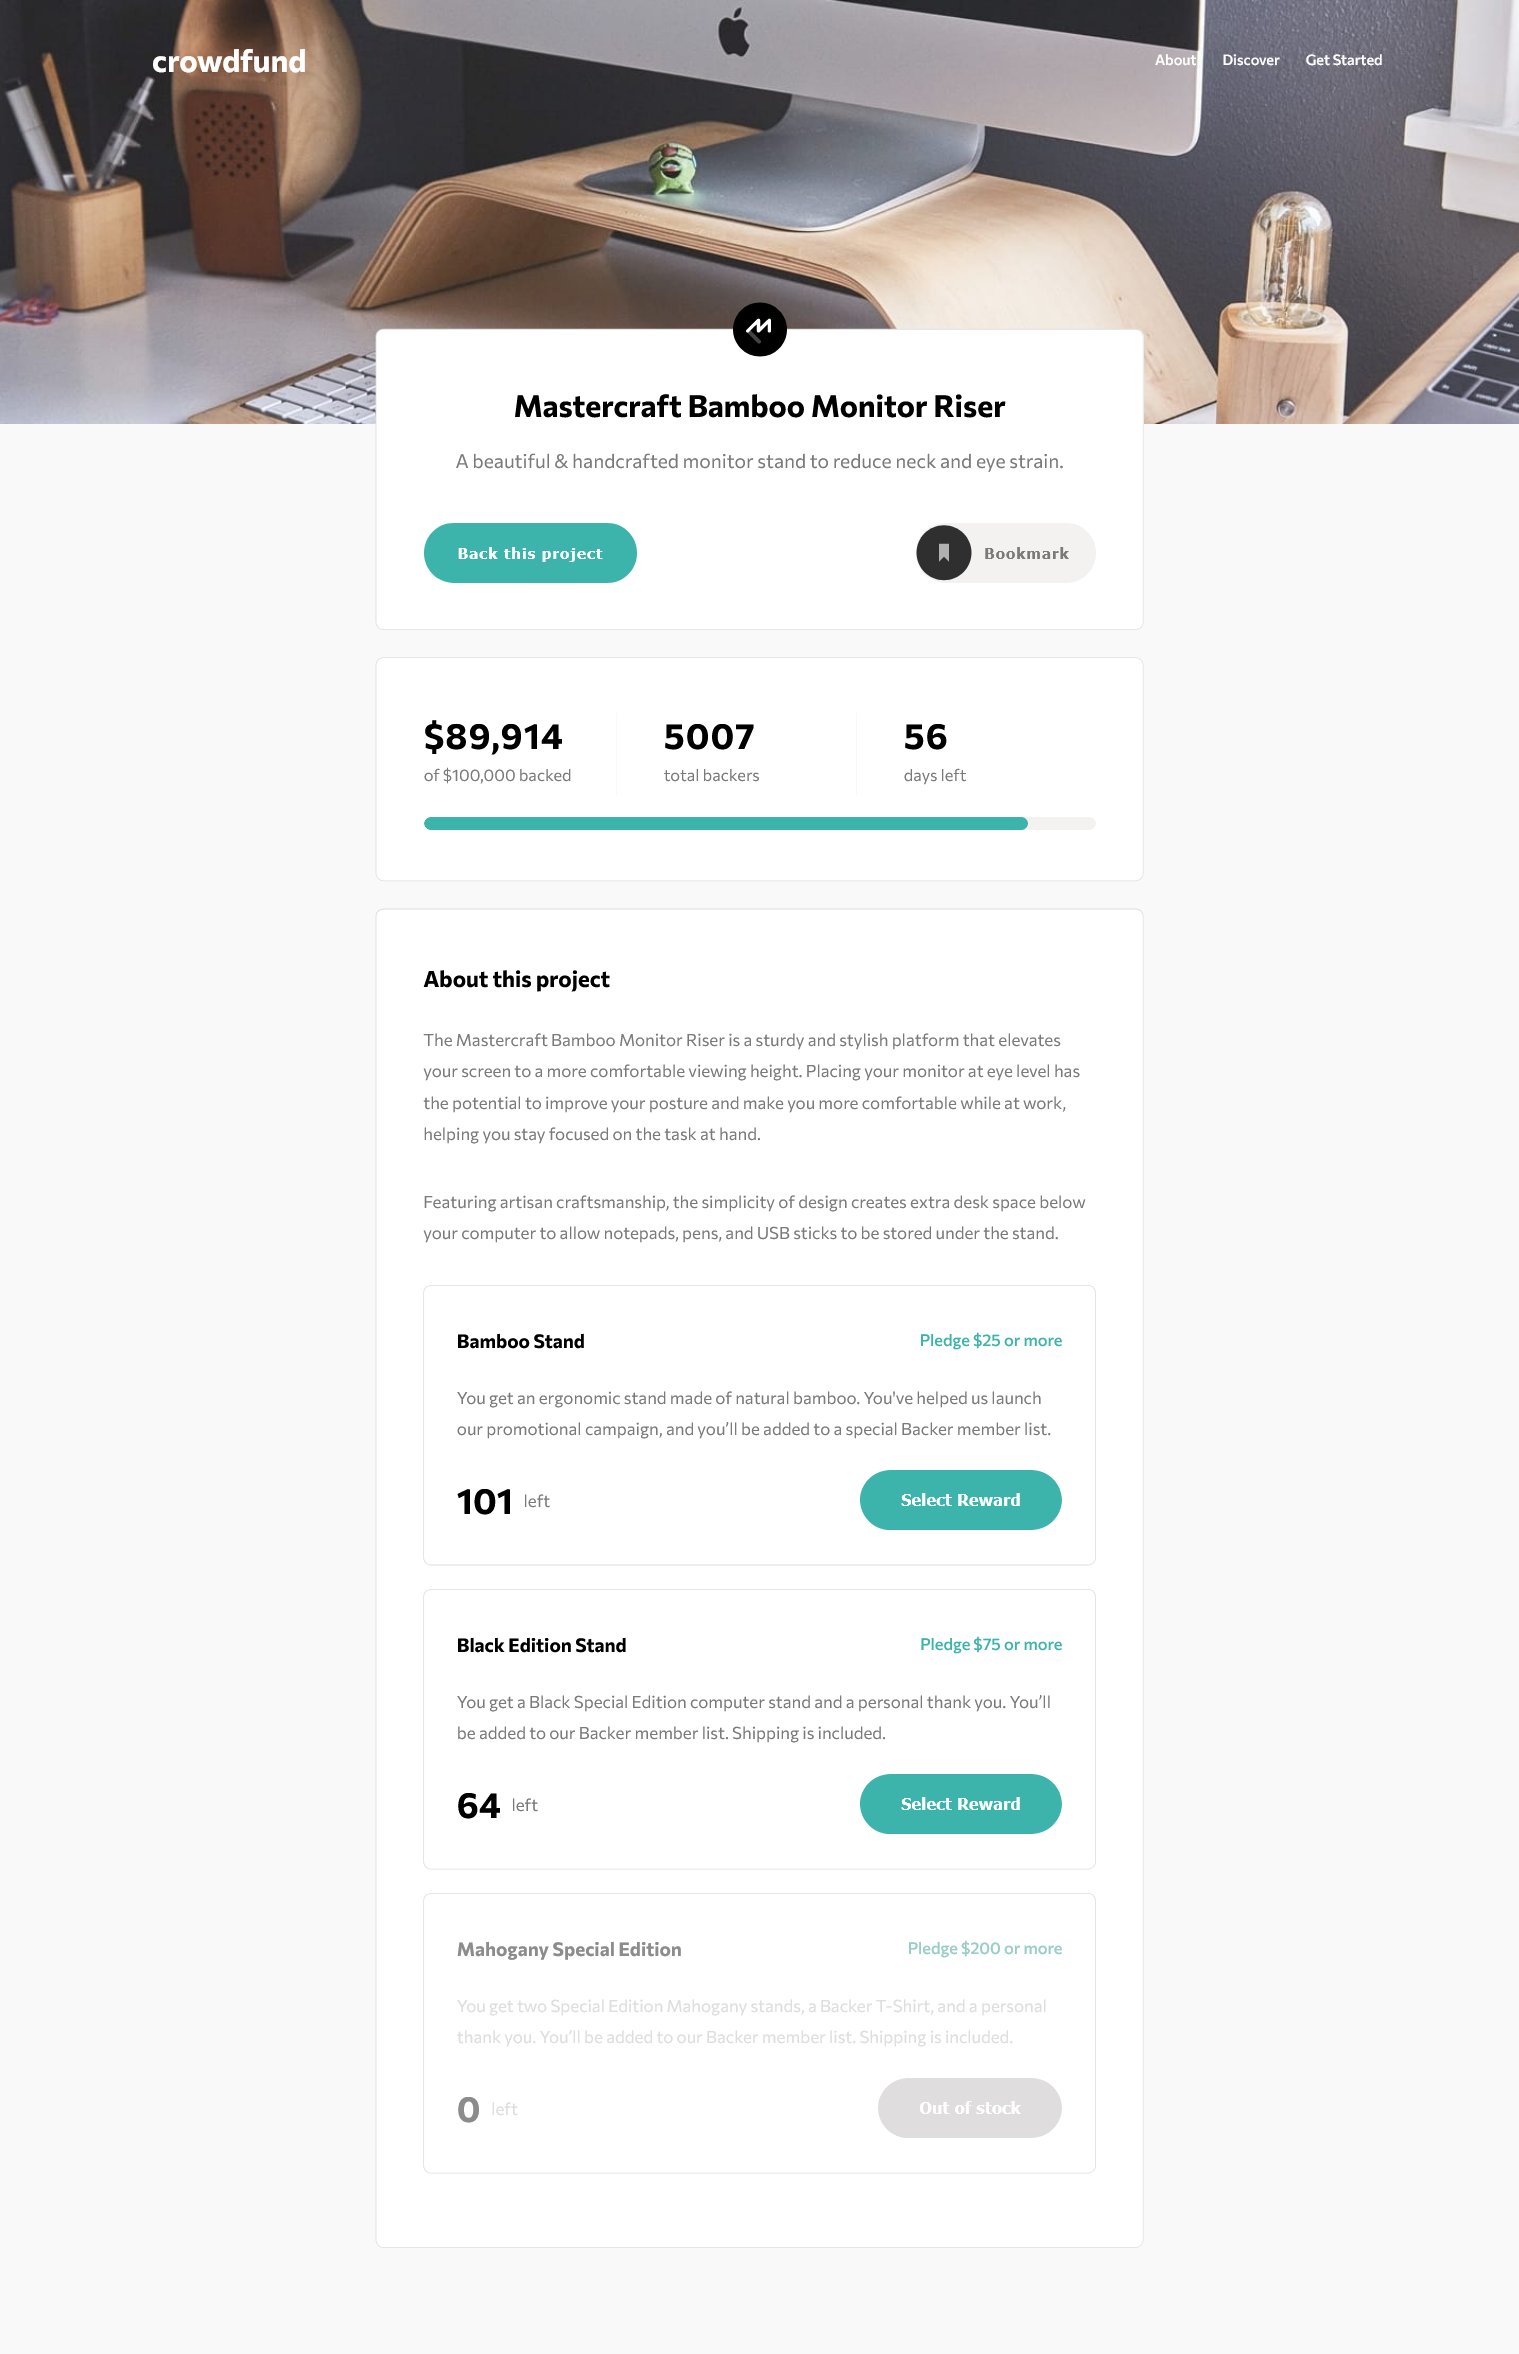 crowdfund
About Discover Get Started
Mastercraft Bamboo Monitor Riser
A beautiful & handcrafted monitor stand to reduce neck and eye strain.
Back this project
Bookmark
$89,914
of $100,000 backed
5007
total backers
56
days left
About this project
The Mastercraft Bamboo Monitor Riser is a sturdy and stylish platform that elevates
your screen to a more comfortable viewing height. Placing your monitor at eye level has
the potential to improve your posture and make you more comfortable while at work,
helping you stay focused on the task at hand.
Featuring artisan craftsmanship, the simplicity of design creates extra desk space below
your computer to allow notepads, pens, and USB sticks to be stored under the stand.
Bamboo Stand
Pledge $25 or more
You get an ergonomic stand made of natural bamboo. You've helped us launch
our promotional campaign, and you’ll be added to a special Backer member list.
101 left
Select Reward
Black Edition Stand
Pledge $75 or more
You get a Black Special Edition computer stand and a personal thank you. You’ll
be added to our Backer member list. Shipping is included.
64 left
Select Reward
Mahogany Special Edition
Pledge $200 or more
You get two Special Edition Mahogany stands, a Backer T-Shirt, and a personal
thank you. You’ll be added to our Backer member list. Shipping is included.
0 left
Out of stock